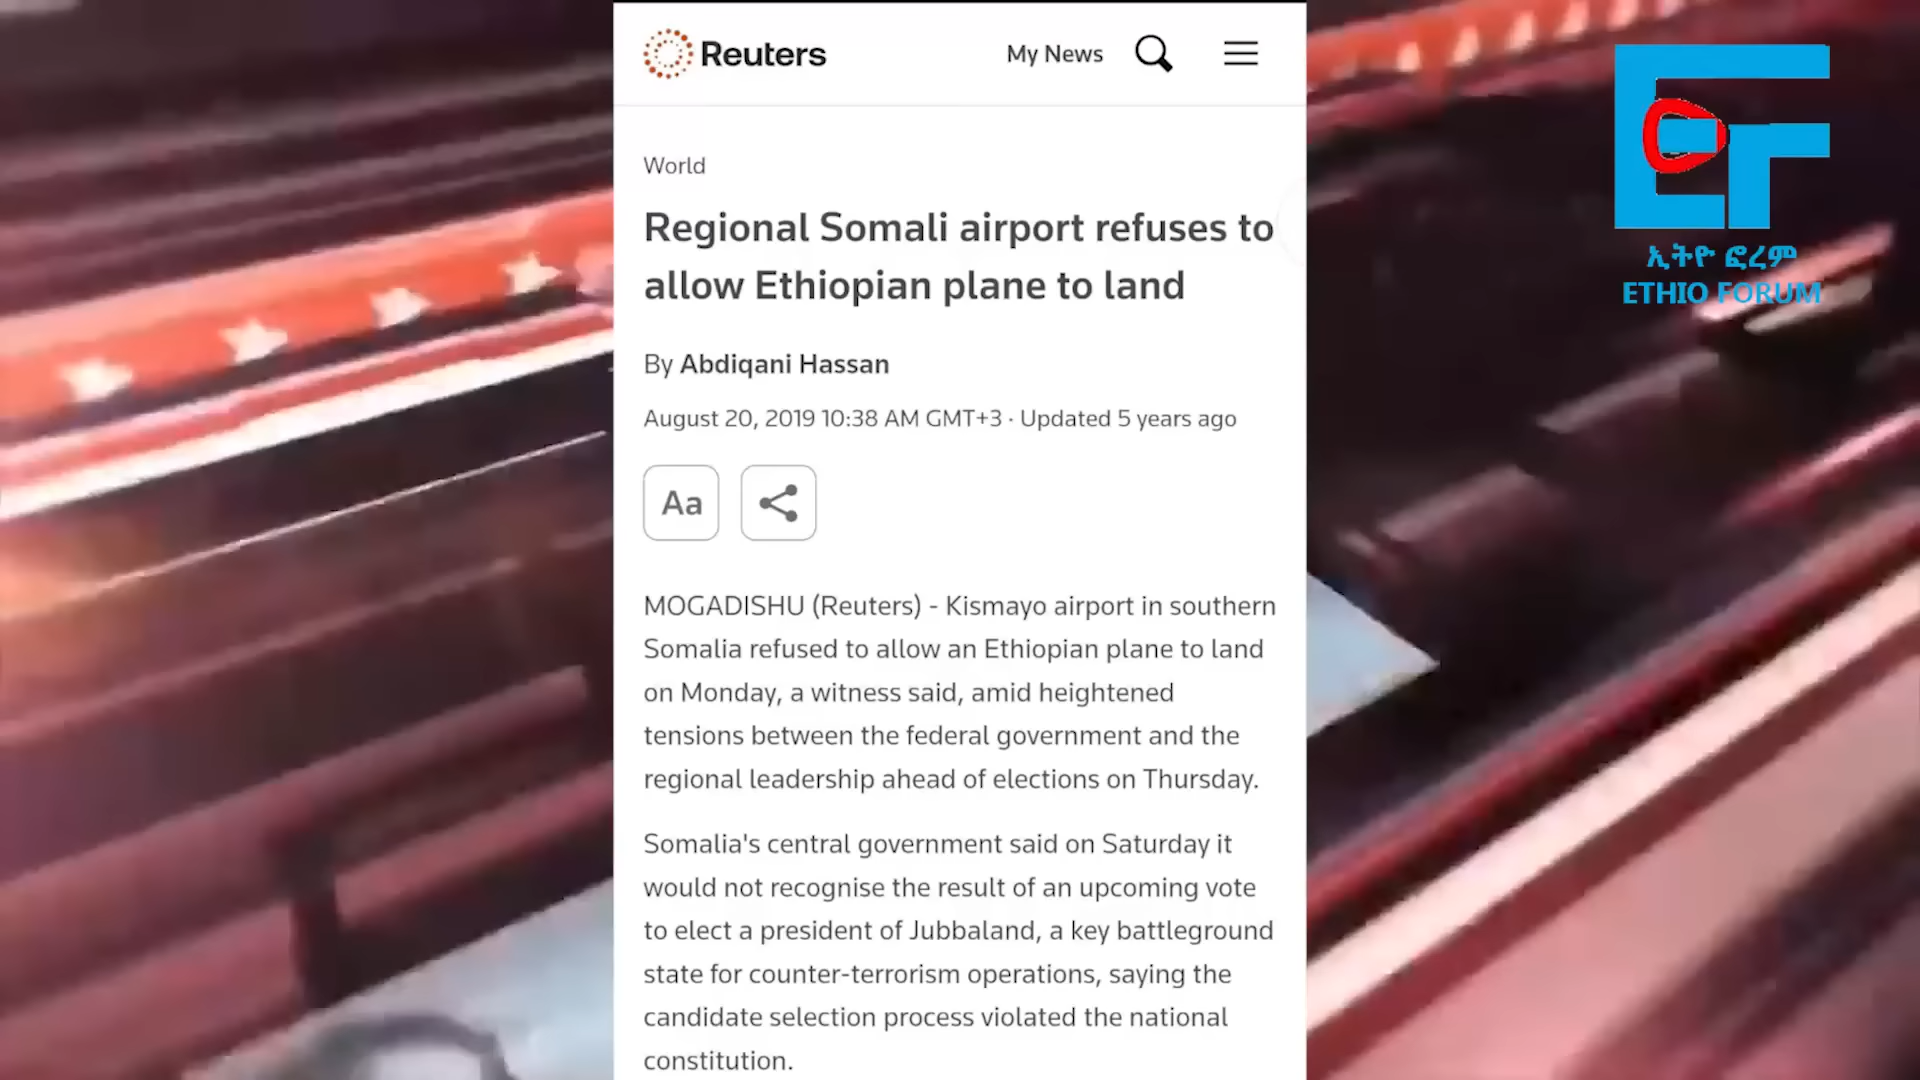 Reuters
My News
World
Regional Somali airport refuses to
allow Ethiopian plane to land
By Abdiqani Hassan
August 20, 2019 10:38 AM GMT+3 · Updated 5 years ago
Aa
MOGADISHU (Reuters) - Kismayo airport in southern
Somalia refused to allow an Ethiopian plane to land
on Monday, a witness said, amid heightened
tensions between the federal government and the
regional leadership ahead of elections on Thursday.
Somalia's central government said on Saturday it
would not recognise the result of an upcoming vote
to elect a president of Jubbaland, a key battleground
state for counter-terrorism operations, saying the
candidate selection process violated the national
constitution.
EF
ኢትዮ ፎረም
ETHIO FORUM